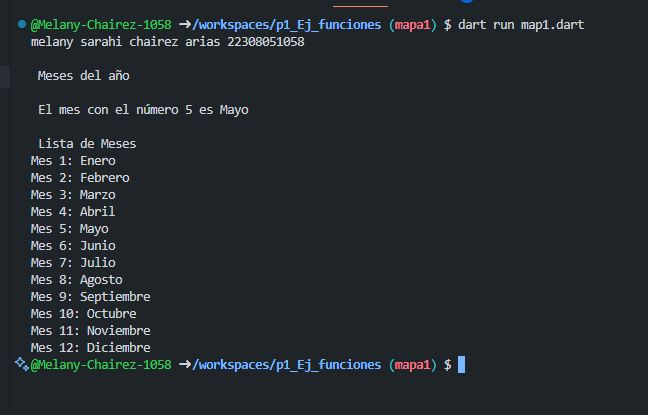 @Melany-Chairez-1058 ➜/workspaces/p1_Ej_funciones (mapa1) $ dart run map1.dart
melany sarahi chairez arias 22308051058
Meses del año
El mes con el número 5 es Mayo
Lista de Meses
Mes 1: Enero
Mes 2: Febrero
Mes 3: Marzo
Mes 4: Abril
Mes 5: Mayo
Mes 6: Junio
Mes 7: Julio
Mes 8: Agosto
Mes 9: Septiembre
Mes 10: Octubre
Mes 11: Noviembre
Mes 12: Diciembre
@Melany-Chairez-1058 ➜/workspaces/p1_Ej_funciones (mapa1) $